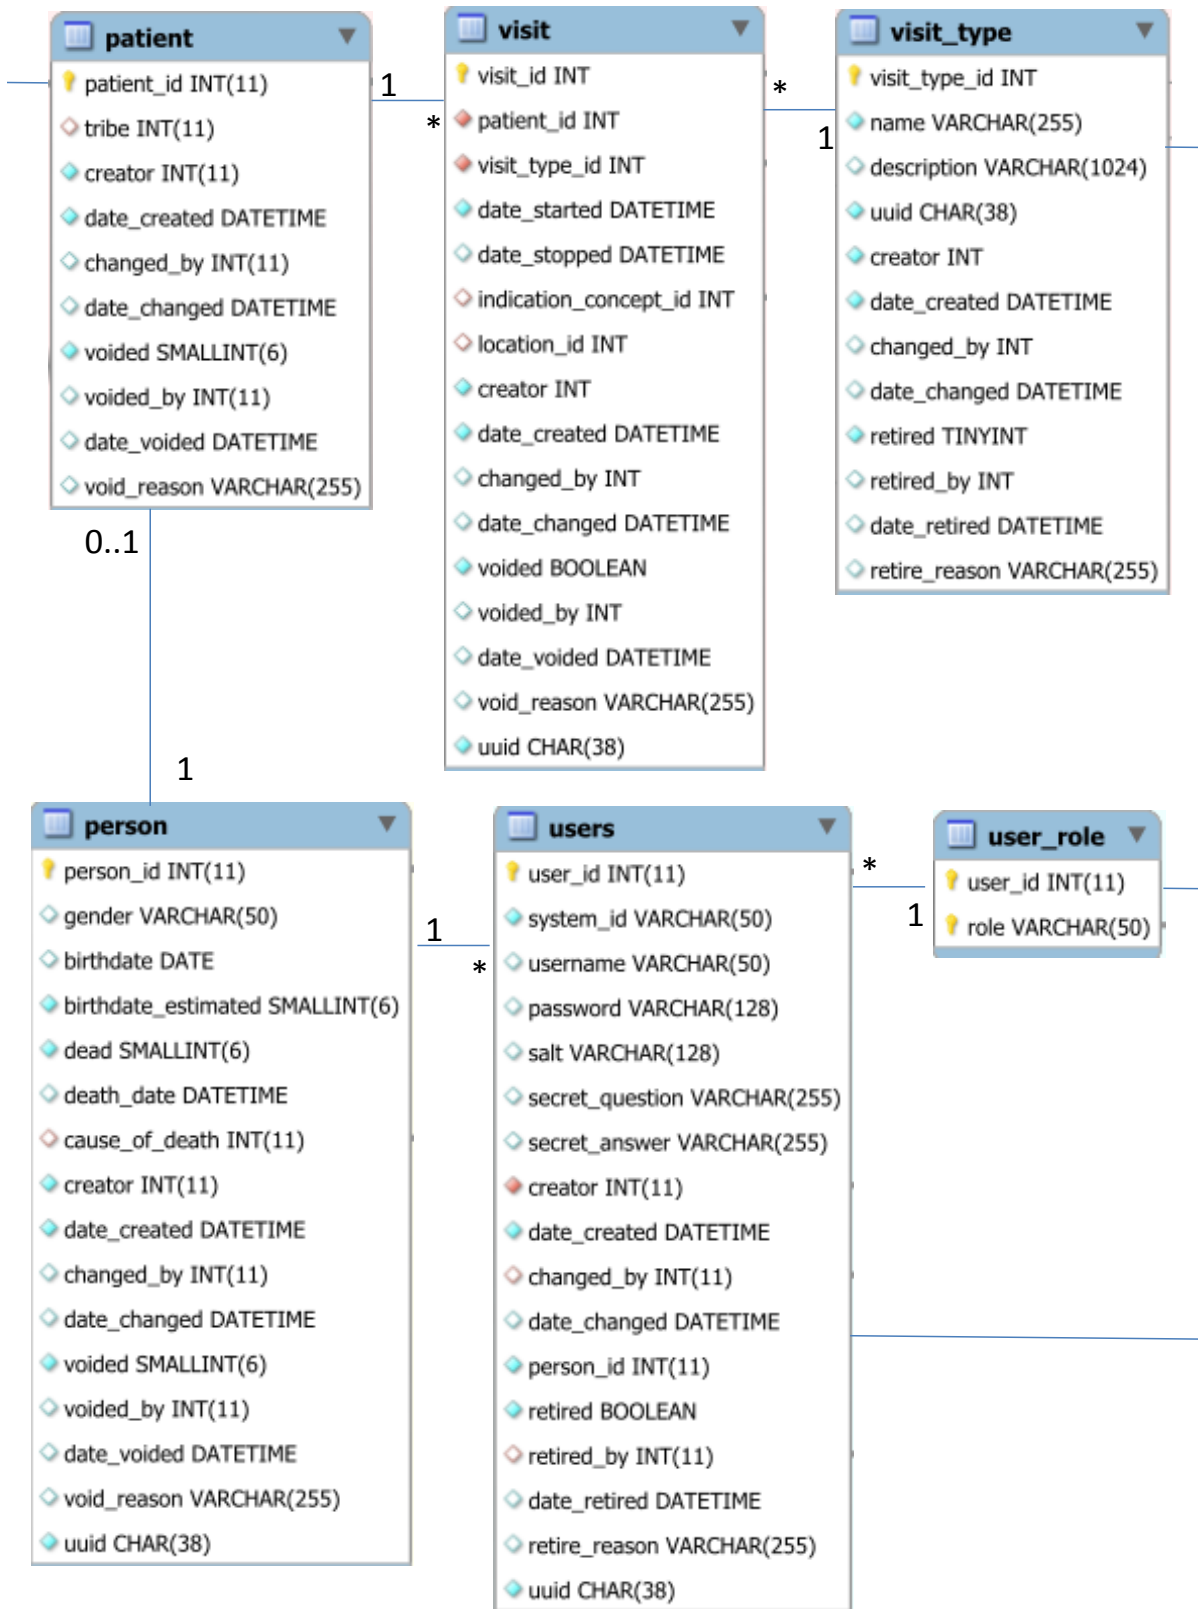 patient
patient_id INT(11)
tribe INT(11)
creator INT(11)
date_created DATETIME
changed_by INT(11)
date_changed DATETIME
voided SMALLINT(6)
voided_by INT(11)
date_voided DATETIME
void_reason VARCHAR(255)
1
*
visit
visit_id INT
patient_id INT
visit_type_id INT
date_started DATETIME
date_stopped DATETIME
indication_concept_id INT
location_id INT
creator INT
date_created DATETIME
changed_by INT
date_changed DATETIME
voided BOOLEAN
voided_by INT
date_voided DATETIME
void_reason VARCHAR(255)
uuid CHAR(38)
*
1
visit_type
visit_type_id INT
name VARCHAR(255)
description VARCHAR(1024)
uuid CHAR(38)
creator INT
date_created DATETIME
changed_by INT
date_changed DATETIME
retired TINYINT
retired_by INT
date_retired DATETIME
retire_reason VARCHAR(255)
0..1
1
person
person_id INT(11)
gender VARCHAR(50)
birthdate DATE
birthdate_estimated SMALLINT(6)
dead SMALLINT(6)
death_date DATETIME
cause_of_death INT(11)
creator INT(11)
date_created DATETIME
changed_by INT(11)
date_changed DATETIME
voided SMALLINT(6)
voided_by INT(11)
date_voided DATETIME
void_reason VARCHAR(255)
uuid CHAR(38)
1
*
users
user_id INT(11)
system_id VARCHAR(50)
username VARCHAR(50)
password VARCHAR(128)
salt VARCHAR(128)
secret_question VARCHAR(255)
secret_answer VARCHAR(255)
creator INT(11)
date_created DATETIME
changed_by INT(11)
date_changed DATETIME
person_id INT(11)
retired BOOLEAN
retired_by INT(11)
date_retired DATETIME
retire_reason VARCHAR(255)
uuid CHAR(38)
*
1
user_role
user_id INT(11)
role VARCHAR(50)